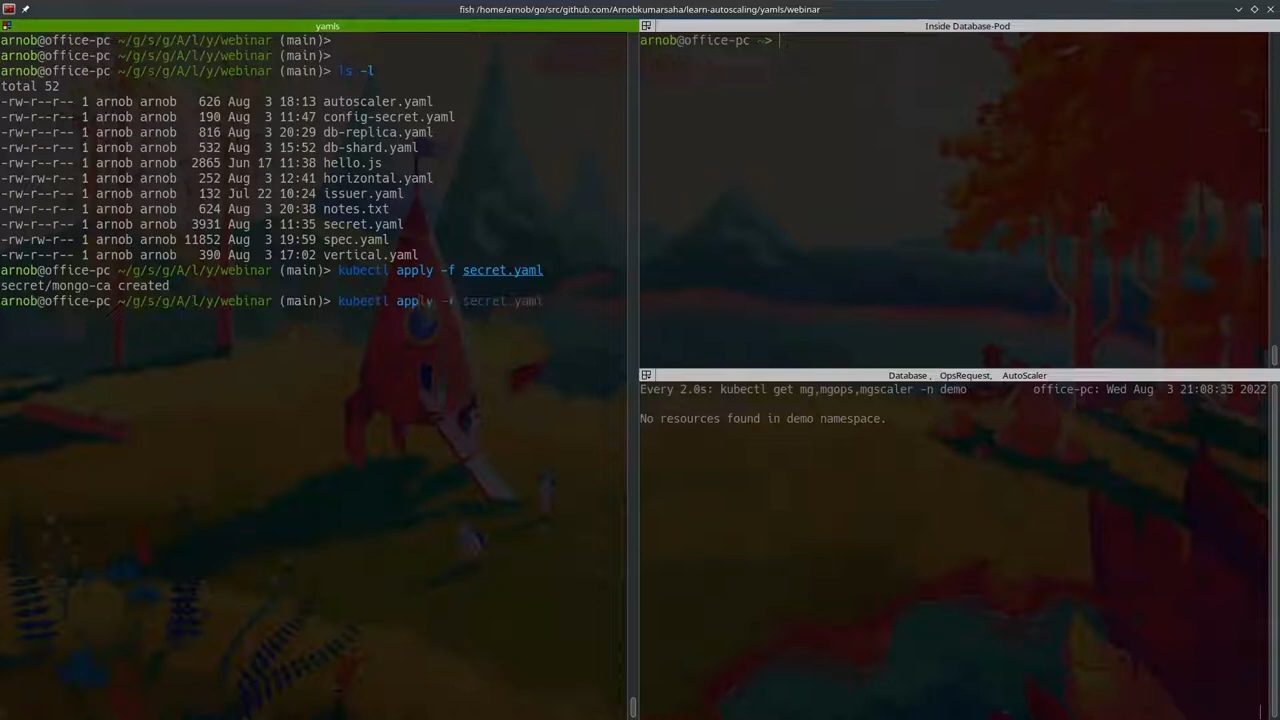 fish /home/arnob/go/src/github.com/Arnobkumarsaha/learn-autoscaling/yamls/webinar
yamls
arnob@office-pc ~/g/s/g/A/l/y/webinar (main)>
arnob@office-pc ~/g/s/g/A/l/y/webinar (main)>
arnob@office-pc ~/g/s/g/A/l/y/webinar (main)> ls -l
total 52
-rw-r--r-- 1 arnob arnob   626 Aug  3 18:13 autoscaler.yaml
-rw-r--r-- 1 arnob arnob   190 Aug  3 11:47 config-secret.yaml
-rw-r--r-- 1 arnob arnob   816 Aug  3 20:29 db-replica.yaml
-rw-r--r-- 1 arnob arnob   532 Aug  3 15:52 db-shard.yaml
-rw-r--r-- 1 arnob arnob  2865 Jun 17 11:38 hello.js
-rw-r--r-- 1 arnob arnob   252 Aug  3 12:41 horizontal.yaml
-rw-r--r-- 1 arnob arnob   132 Jul 22 10:24 issuer.yaml
-rw-r--r-- 1 arnob arnob   624 Aug  3 20:38 notes.txt
-rw-r--r-- 1 arnob arnob  3931 Aug  3 11:35 secret.yaml
-rw-rw-r-- 1 arnob arnob 11852 Aug  3 19:59 spec.yaml
-rw-r--r-- 1 arnob arnob   390 Aug  3 17:02 vertical.yaml
arnob@office-pc ~/g/s/g/A/l/y/webinar (main)> kubectl apply -f secret.yaml
secret/mongo-ca created
arnob@office-pc ~/g/s/g/A/l/y/webinar (main)> kubectl apply -f secret.yaml
Inside Database-Pod
arnob@office-pc ~>
Database, OpsRequest, AutoScaler
Every 2.0s: kubectl get mg,mgops,mgscaler -n demo office-pc: Wed Aug  3 21:08:35 2022
No resources found in demo namespace.